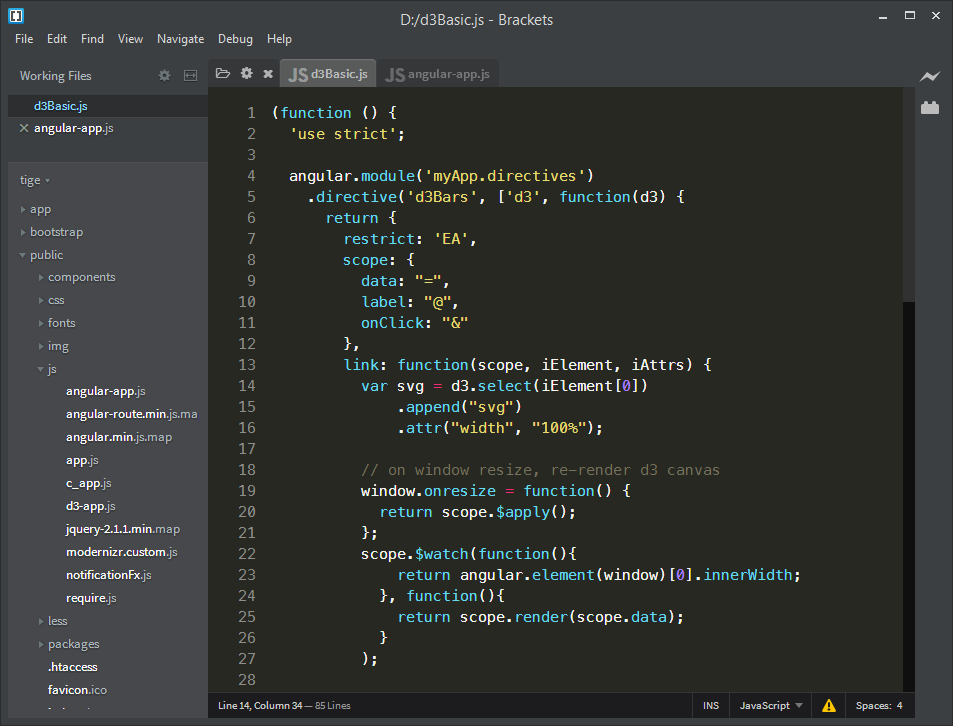 D:/d3Basic.js - Brackets
File Edit Find View Navigate Debug Help
Working Files
d3Basic.js
angular-app.js
tige
app
bootstrap
public
components
css
fonts
img
js
angular-app.js
angular-route.min.js.ma
angular.min.js.map
app.js
c_app.js
d3-app.js
jquery-2.1.1.min.map
modernizr.custom.js
notificationFx.js
require.js
less
packages
.htaccess
favicon.ico
JS d3Basic.js JS angular-app.js
1 (function () {
2   'use strict';
3
4   angular.module('myApp.directives')
5     .directive('d3Bars', ['d3', function(d3) {
6       return {
7         restrict: 'EA',
8         scope: {
9           data: "=",
10           label: "@",
11           onClick: "&"
12         },
13         link: function(scope, iElement, iAttrs) {
14           var svg = d3.select(iElement[0])
15               .append("svg")
16               .attr("width", "100%");
17
18           // on window resize, re-render d3 canvas
19           window.onresize = function() {
20             return scope.$apply();
21           };
22           scope.$watch(function(){
23               return angular.element(window)[0].innerWidth;
24             }, function(){
25               return scope.render(scope.data);
26             }
27           );
28
Line 14, Column 34 — 85 Lines INS JavaScript Spaces: 4